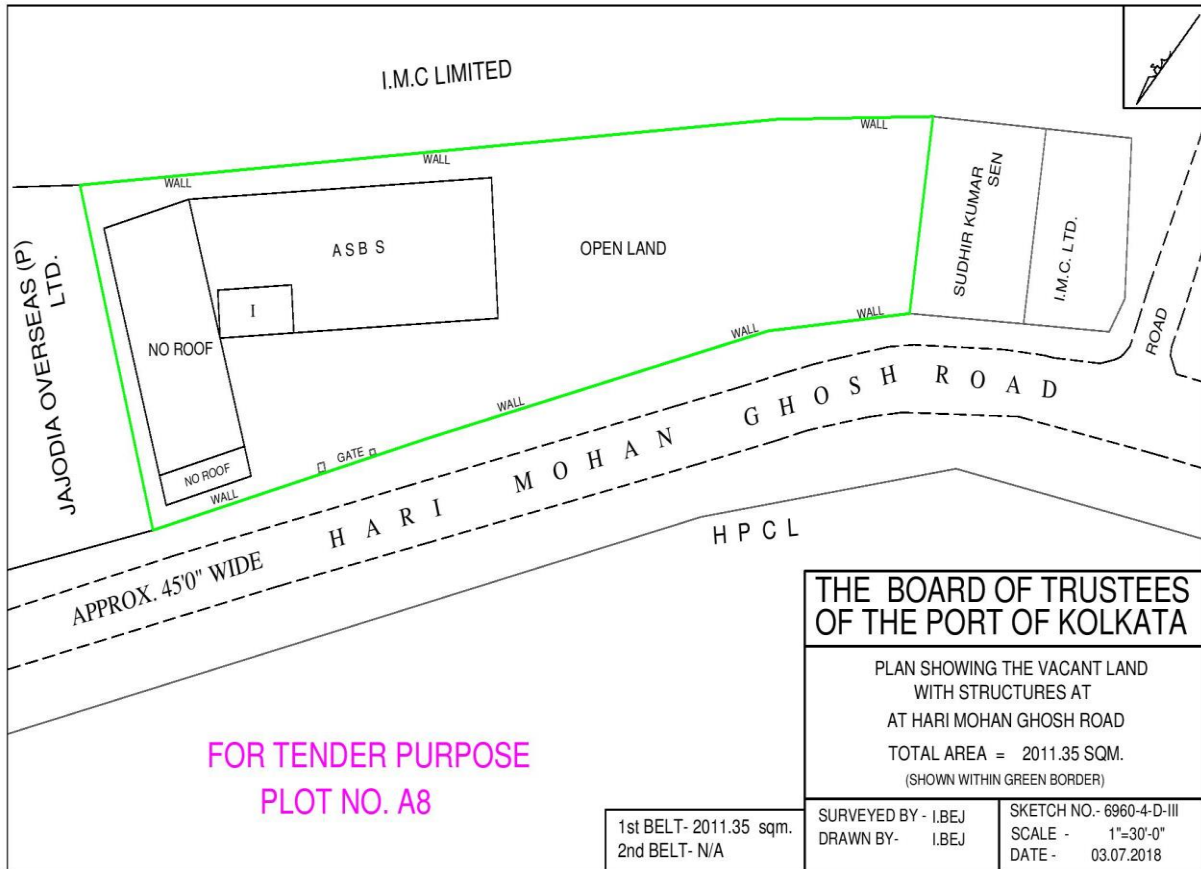 I.M.C LIMITED
WALL
WALL
WALL
SUDHIR KUMAR
SEN
I.M.C. LTD.
ROAD
JAJODIA OVERSEAS (P)
LTD.
A S B S
OPEN LAND
I
NO ROOF
NO ROOF
WALL
GATE
WALL
WALL
WALL
APPROX. 45'0" WIDE
HARI MOHAN GHOSH ROAD
H P C L
FOR TENDER PURPOSE
PLOT NO. A8
THE BOARD OF TRUSTEES
OF THE PORT OF KOLKATA
PLAN SHOWING THE VACANT LAND
WITH STRUCTURES AT
AT HARI MOHAN GHOSH ROAD
TOTAL AREA = 2011.35 SQM.
(SHOWN WITHIN GREEN BORDER)
1st BELT- 2011.35 sqm.
2nd BELT- N/A
SURVEYED BY - I.BEJ
DRAWN BY- I.BEJ
SKETCH NO.- 6960-4-D-III
SCALE - 1"=30'-0"
DATE - 03.07.2018